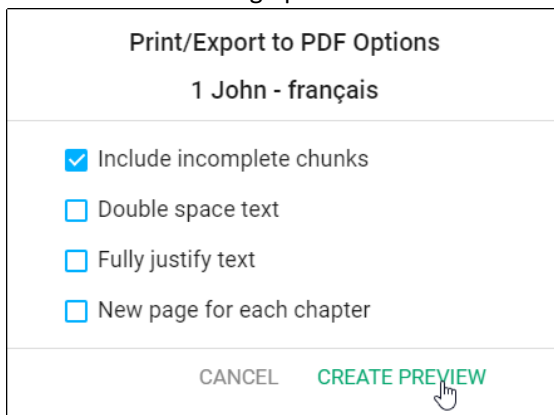 Print/Export to PDF Options
1 John - français
Include incomplete chunks
Double space text
Fully justify text
New page for each chapter
CANCEL CREATE PREVIEW